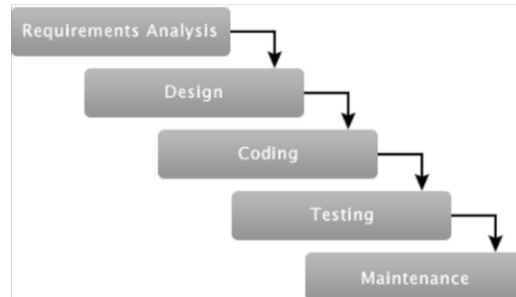 Requirements Analysis
Design
Coding
Testing
Maintenance